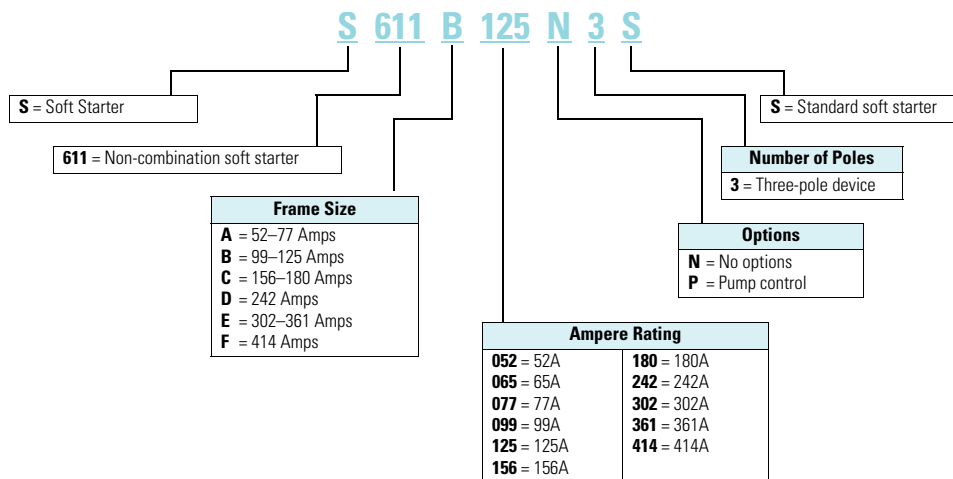 S 611 B 125 N 3 S
S = Soft Starter
S = Standard soft starter
611 = Non-combination soft starter
Number of Poles
3 = Three-pole device
Frame Size
A = 52–77 Amps
B = 99–125 Amps
C = 156–180 Amps
D = 242 Amps
E = 302–361 Amps
F = 414 Amps
Options
N = No options
P = Pump control
Ampere Rating
052 = 52A
065 = 65A
077 = 77A
099 = 99A
125 = 125A
156 = 156A
180 = 180A
242 = 242A
302 = 302A
361 = 361A
414 = 414A